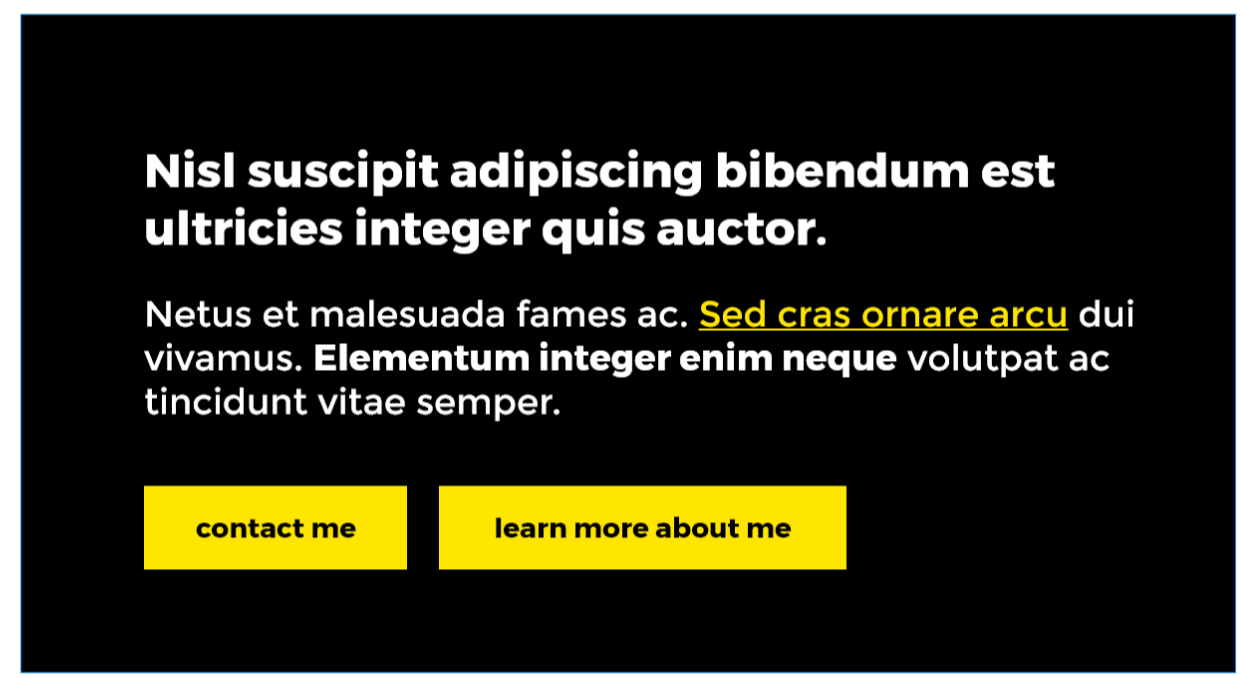 Nisl suscipit adipiscing bibendum est
ultricies integer quis auctor.
Netus et malesuada fames ac. Sed cras ornare arcu dui
vivamus. Elementum integer enim neque volutpat ac
tincidunt vitae semper.
contact me
learn more about me